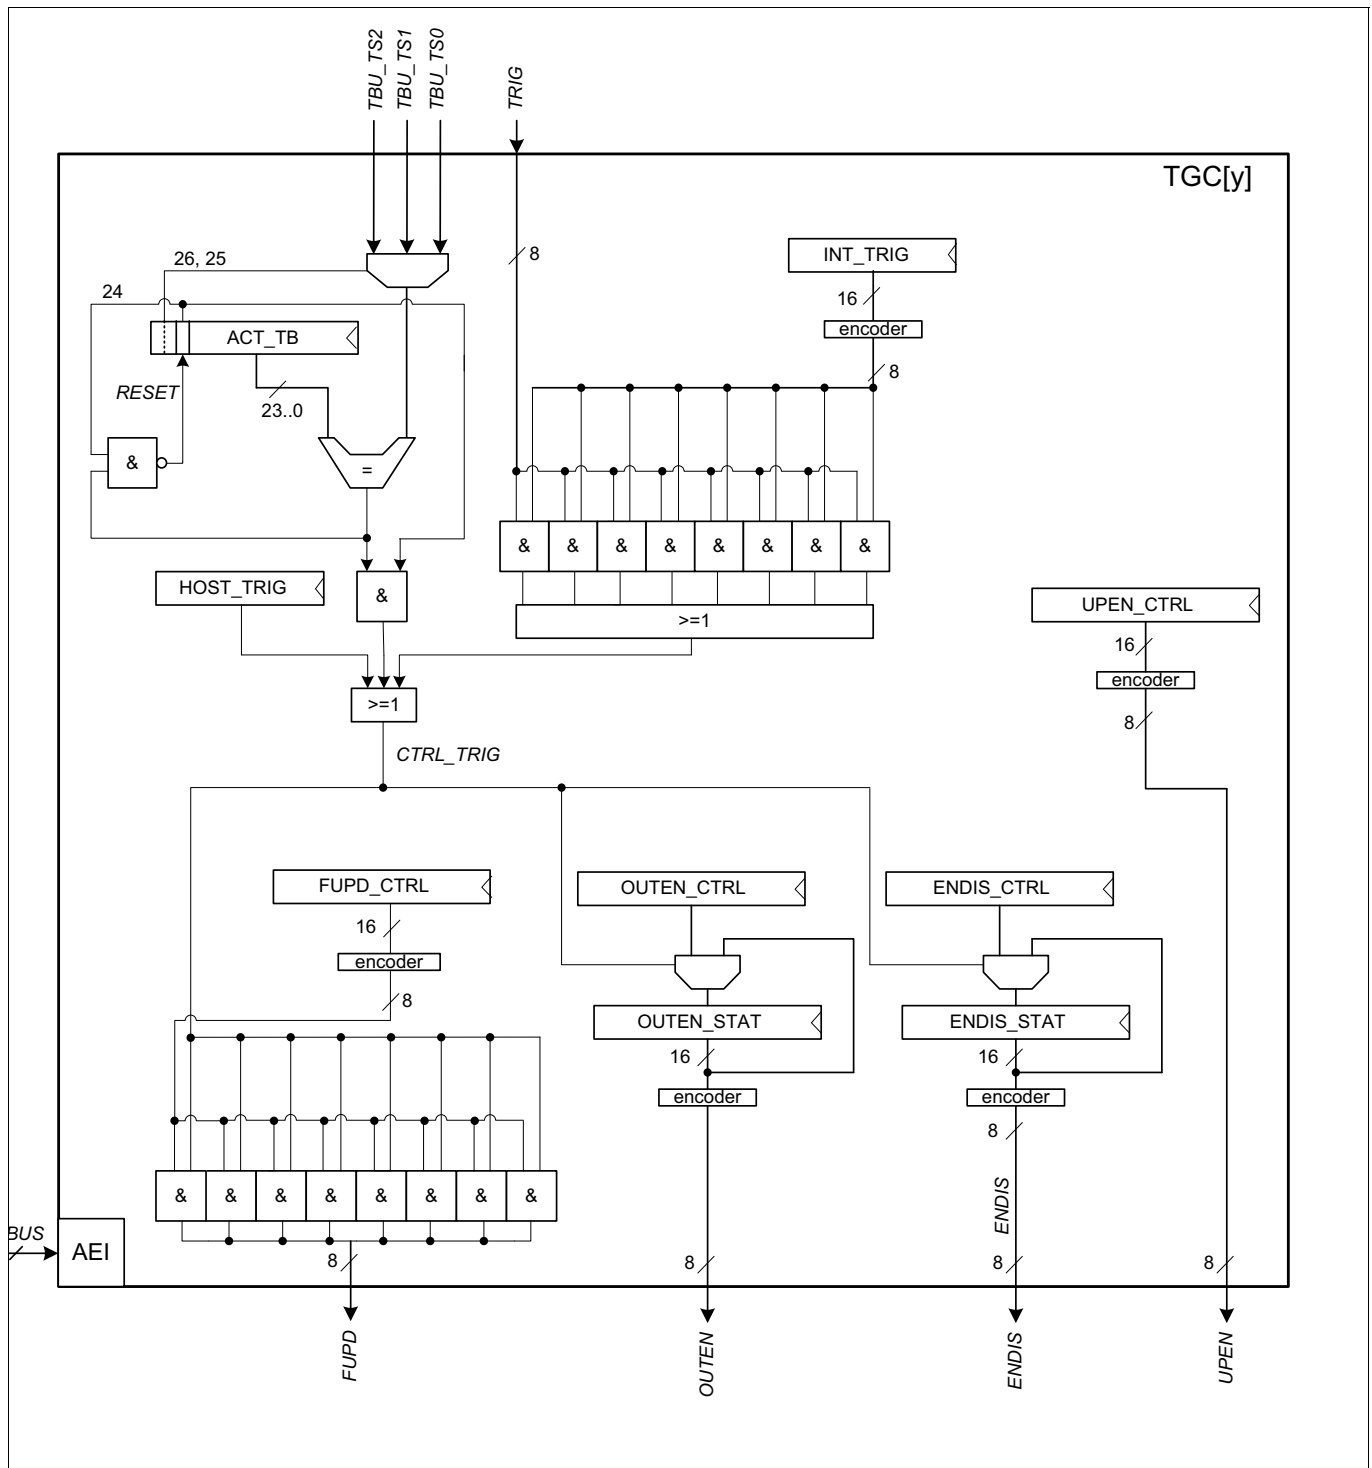 TBU_TS2
TBU_TS1
TBU_TS0
TRIG
TGC[y]
8
26, 25
INT_TRIG
24
16
encoder
ACT_TB
8
RESET
23..0
&
=
& & & & & & & &
HOST_TRIG
&
>=1
UPEN_CTRL
16
encoder
>=1
8
CTRL_TRIG
FUPD_CTRL
OUTEN_CTRL
ENDIS_CTRL
16
encoder
8
OUTEN_STAT
ENDIS_STAT
16
16
encoder
encoder
8
& & & & & & & &
ENDIS
BUS
AEI
8
8
8
8
FUPD
OUTEN
ENDIS
UPEN